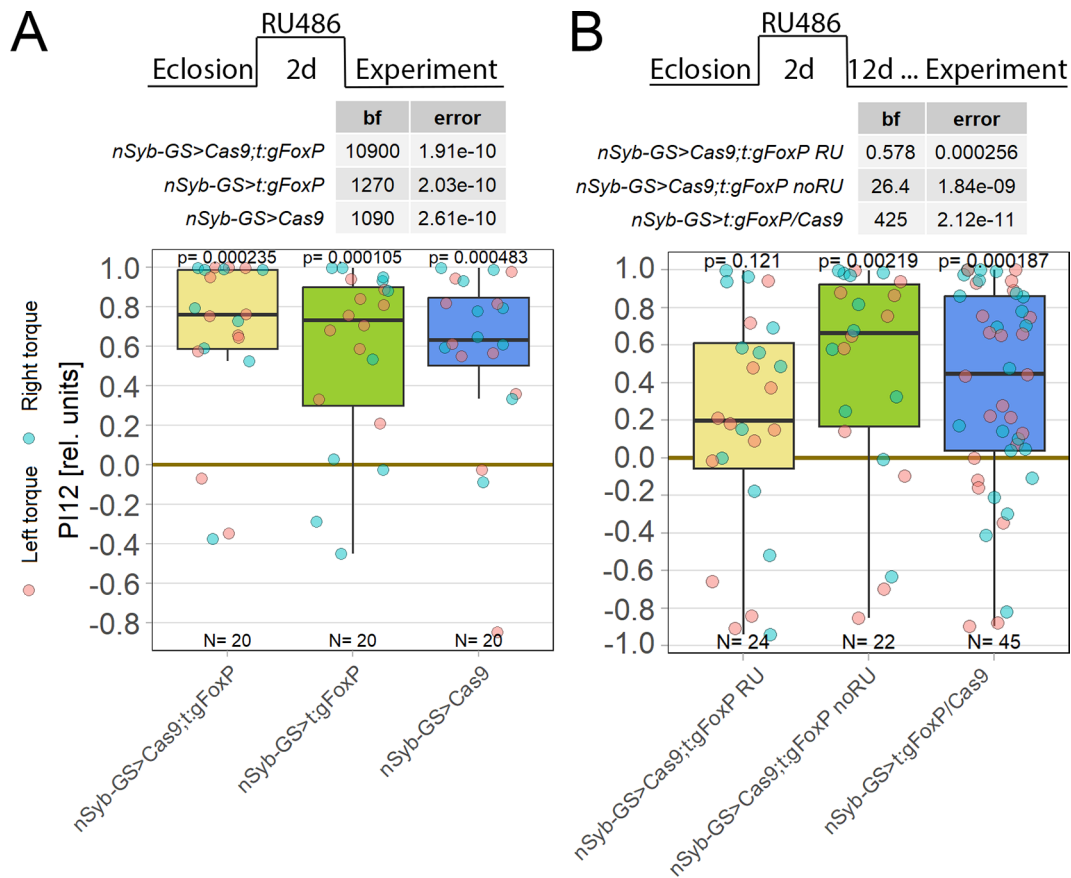 A
RU486
Eclosion 2d Experiment
bf error
nSyb-GS>Cas9;t:gFoxP 10900 1.91e-10
nSyb-GS>t:gFoxP 1270 2.03e-10
nSyb-GS>Cas9 1090 2.61e-10
p= 0.000235 p= 0.000105 p= 0.000483
1.0
0.8
0.6
0.4
0.2
0.0
-0.2
-0.4
-0.6
-0.8
PI12 [rel. units]
Left torque Right torque
N= 20 N= 20 N= 20
nSyb-GS>Cas9;t:gFoxP
nSyb-GS>t:gFoxP
nSyb-GS>Cas9
B
RU486
Eclosion 2d 12d ... Experiment
bf error
nSyb-GS>Cas9;t:gFoxP RU 0.578 0.000256
nSyb-GS>Cas9;t:gFoxP noRU 26.4 1.84e-09
nSyb-GS>t:gFoxP/Cas9 425 2.12e-11
p= 0.121 p= 0.00219 p= 0.000187
1.0
0.8
0.6
0.4
0.2
0.0
-0.2
-0.4
-0.6
-0.8
-1.0
N= 24 N= 22 N= 45
nSyb-GS>Cas9;t:gFoxP RU
nSyb-GS>Cas9;t:gFoxP noRU
nSyb-GS>t:gFoxP/Cas9